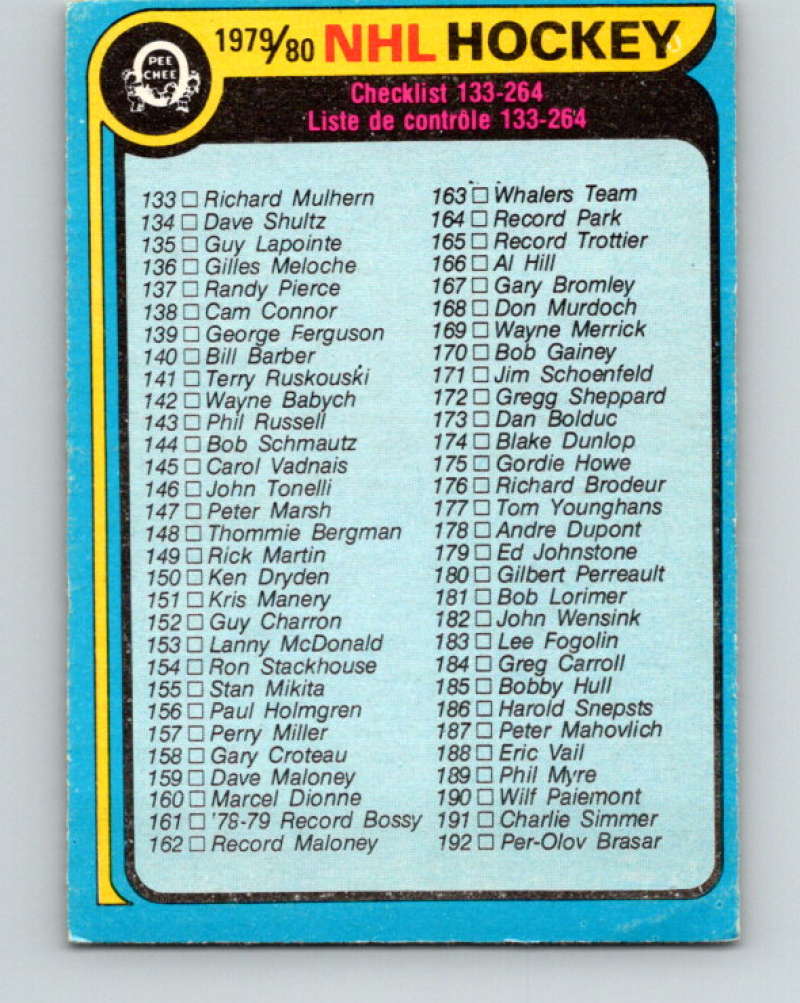 PEE
CHEE
1979/80 NHL HOCKEY
Checklist 133-264
Liste de contrôle 133-264
133 □ Richard Mulhern
134 □ Dave Shultz
135 □ Guy Lapointe
136 □ Gilles Meloche
137 □ Randy Pierce
138 □ Cam Connor
139 □ George Ferguson
140 □ Bill Barber
141 □ Terry Ruskouski
142 □ Wayne Babych
143 □ Phil Russell
144 □ Bob Schmautz
145 □ Carol Vadnais
146 □ John Tonelli
147 □ Peter Marsh
148 □ Thommie Bergman
149 □ Rick Martin
150 □ Ken Dryden
151 □ Kris Manery
152 □ Guy Charron
153 □ Lanny McDonald
154 □ Ron Stackhouse
155 □ Stan Mikita
156 □ Paul Holmgren
157 □ Perry Miller
158 □ Gary Croteau
159 □ Dave Maloney
160 □ Marcel Dionne
161 □ '78-79 Record Bossy
162 □ Record Maloney
163 □ Whalers Team
164 □ Record Park
165 □ Record Trottier
166 □ Al Hill
167 □ Gary Bromley
168 □ Don Murdoch
169 □ Wayne Merrick
170 □ Bob Gainey
171 □ Jim Schoenfeld
172 □ Gregg Sheppard
173 □ Dan Bolduc
174 □ Blake Dunlop
175 □ Gordie Howe
176 □ Richard Brodeur
177 □ Tom Younghans
178 □ Andre Dupont
179 □ Ed Johnstone
180 □ Gilbert Perreault
181 □ Bob Lorimer
182 □ John Wensink
183 □ Lee Fogolin
184 □ Greg Carroll
185 □ Bobby Hull
186 □ Harold Snepsts
187 □ Peter Mahovlich
188 □ Eric Vail
189 □ Phil Myre
190 □ Wilf Paiemont
191 □ Charlie Simmer
192 □ Per-Olov Brasar